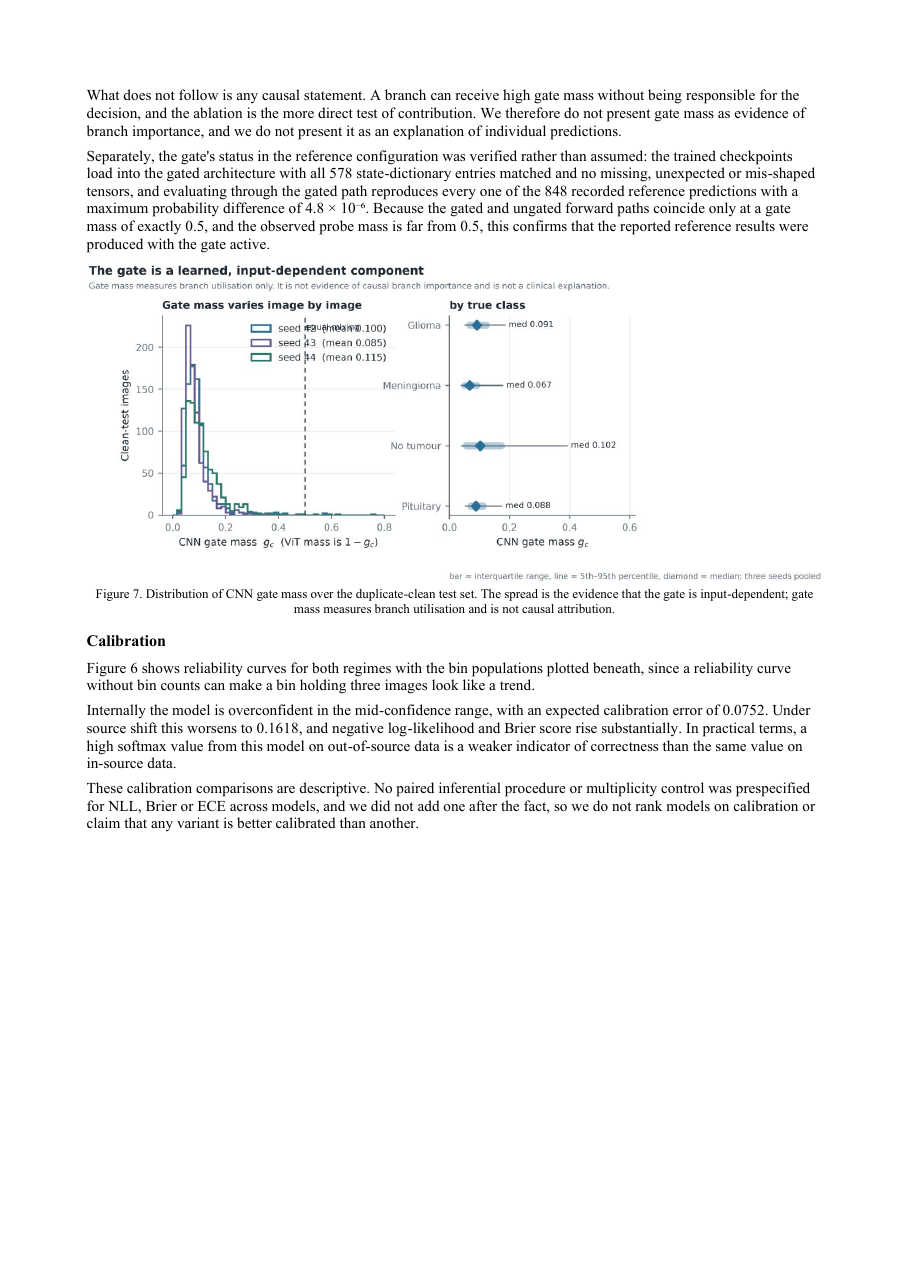 What does not follow is any causal statement. A branch can receive high gate mass without being responsible for the
decision, and the ablation is the more direct test of contribution. We therefore do not present gate mass as evidence of
branch importance, and we do not present it as an explanation of individual predictions.
Separately, the gate's status in the reference configuration was verified rather than assumed: the trained checkpoints
load into the gated architecture with all 578 state-dictionary entries matched and no missing, unexpected or mis-shaped
tensors, and evaluating through the gated path reproduces every one of the 848 recorded reference predictions with a
maximum probability difference of 4.8 × 10⁻⁶. Because the gated and ungated forward paths coincide only at a gate
mass of exactly 0.5, and the observed probe mass is far from 0.5, this confirms that the reported reference results were
produced with the gate active.
The gate is a learned, input-dependent component
Gate mass measures branch utilisation only. It is not evidence of causal branch importance and is not a clinical explanation.
Gate mass varies image by image
seed 42 (mean 0.100)
seed 43 (mean 0.085)
seed 44 (mean 0.115)
Clean-test images
200
150
100
50
0
0.0 0.2 0.4 0.6 0.8
CNN gate mass g_c (ViT mass is 1 − g_c)
by true class
Glioma med 0.091
Meningioma med 0.067
No tumour med 0.102
Pituitary med 0.088
0.0 0.2 0.4 0.6
CNN gate mass g_c
bar = interquartile range, line = 5th–95th percentile, diamond = median; three seeds pooled
Figure 7. Distribution of CNN gate mass over the duplicate-clean test set. The spread is the evidence that the gate is input-dependent; gate
mass measures branch utilisation and is not causal attribution.
Calibration
Figure 6 shows reliability curves for both regimes with the bin populations plotted beneath, since a reliability curve
without bin counts can make a bin holding three images look like a trend.
Internally the model is overconfident in the mid-confidence range, with an expected calibration error of 0.0752. Under
source shift this worsens to 0.1618, and negative log-likelihood and Brier score rise substantially. In practical terms, a
high softmax value from this model on out-of-source data is a weaker indicator of correctness than the same value on
in-source data.
These calibration comparisons are descriptive. No paired inferential procedure or multiplicity control was prespecified
for NLL, Brier or ECE across models, and we did not add one after the fact, so we do not rank models on calibration or
claim that any variant is better calibrated than another.